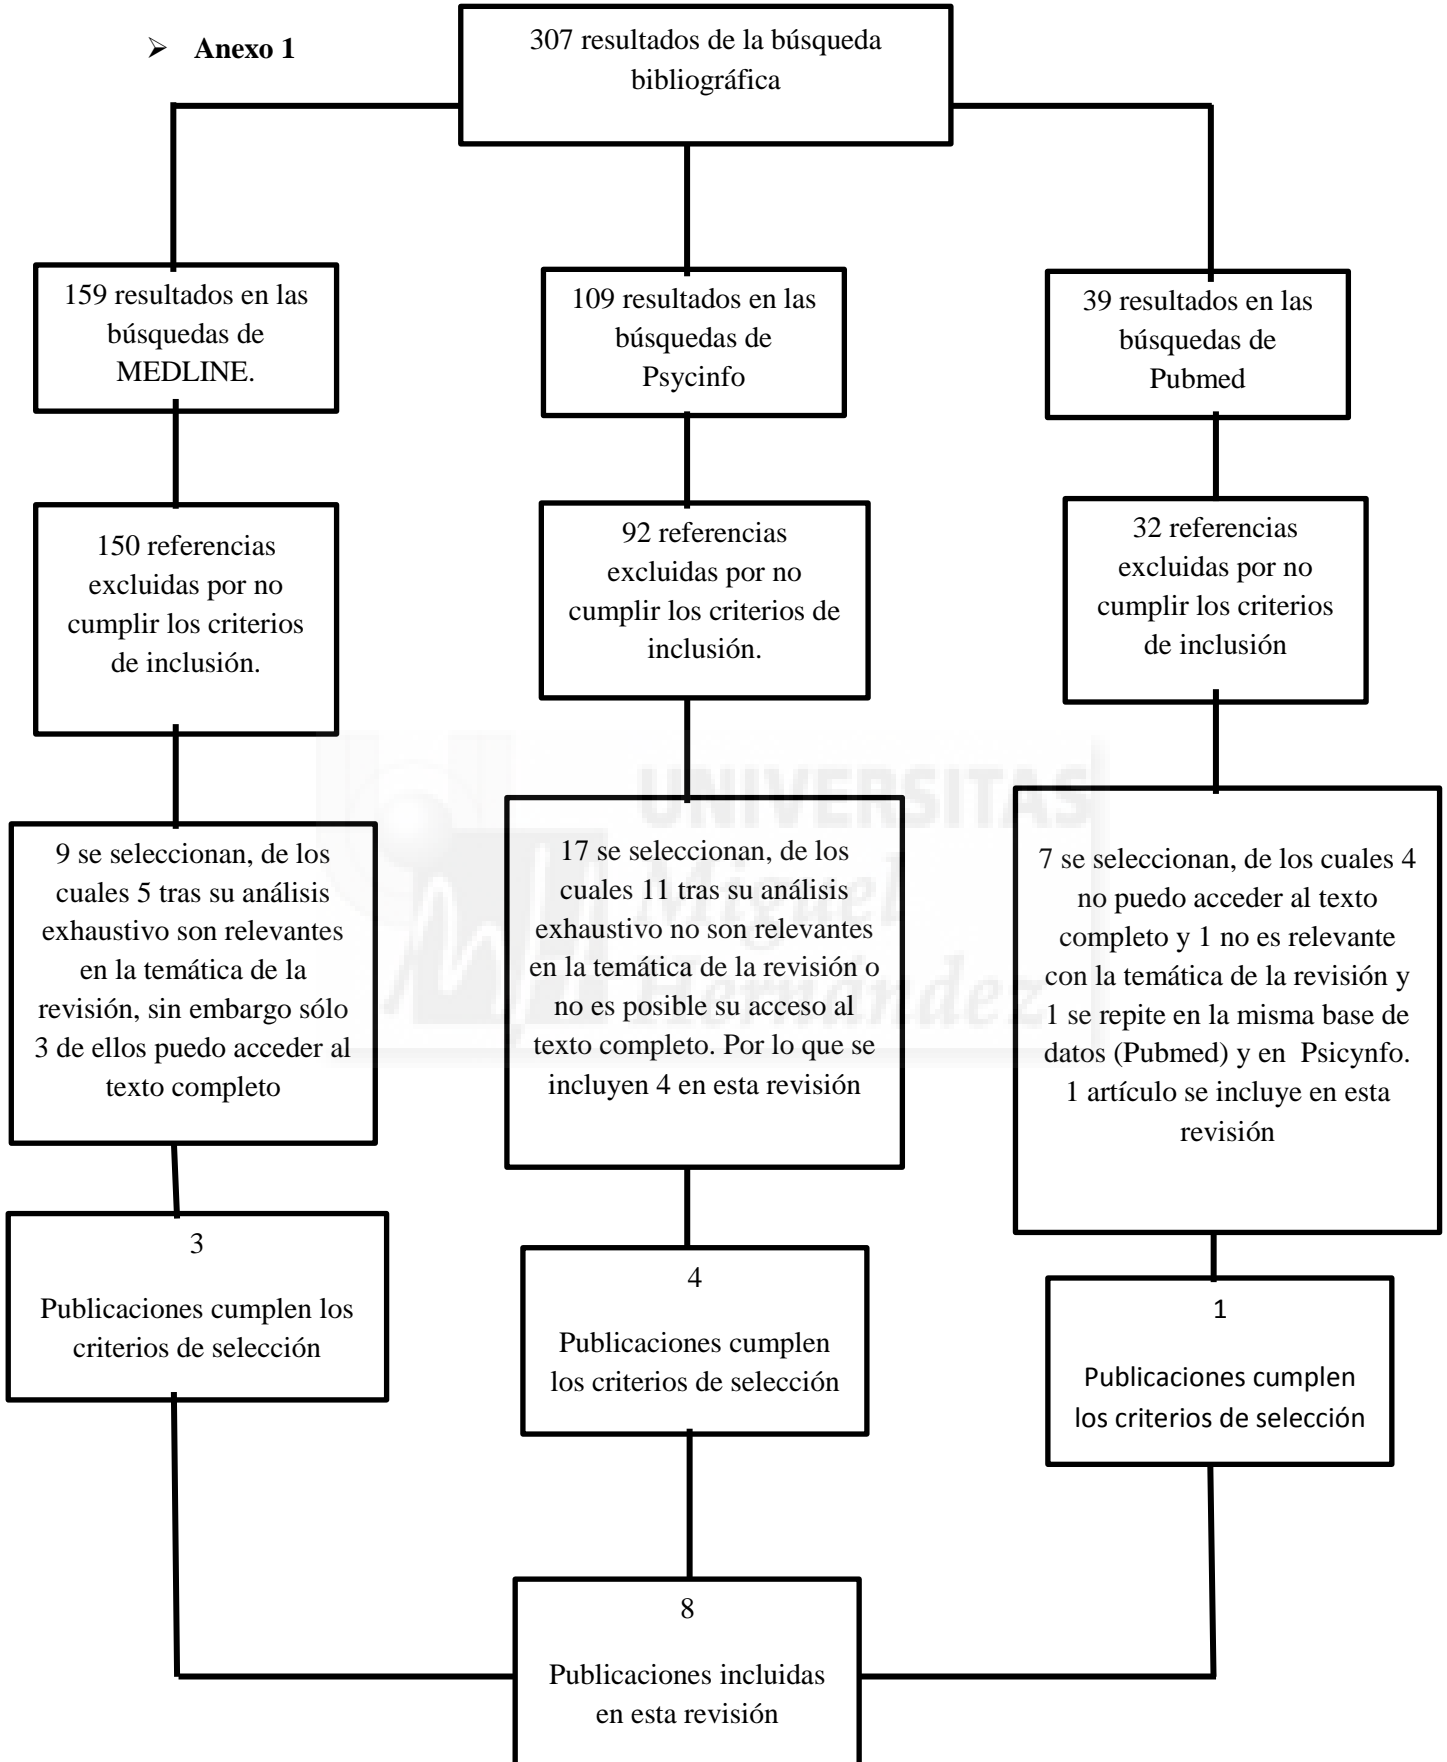 ➢ Anexo 1
307 resultados de la búsqueda
bibliográfica
159 resultados en las
búsquedas de
MEDLINE.
109 resultados en las
búsquedas de
Psycinfo
39 resultados en las
búsquedas de
Pubmed
150 referencias
excluidas por no
cumplir los criterios
de inclusión.
92 referencias
excluidas por no
cumplir los criterios de
inclusión.
32 referencias
excluidas por no
cumplir los criterios
de inclusión
9 se seleccionan, de los
cuales 5 tras su análisis
exhaustivo son relevantes
en la temática de la
revisión, sin embargo sólo
3 de ellos puedo acceder al
texto completo
17 se seleccionan, de los
cuales 11 tras su análisis
exhaustivo no son relevantes
en la temática de la revisión o
no es posible su acceso al
texto completo. Por lo que se
incluyen 4 en esta revisión
7 se seleccionan, de los cuales 4
no puedo acceder al texto
completo y 1 no es relevante
con la temática de la revisión y
1 se repite en la misma base de
datos (Pubmed) y en Psicynfo.
1 artículo se incluye en esta
revisión
UNIVERSITAS
Miguel
Hernández
3
Publicaciones cumplen los
criterios de selección
4
Publicaciones cumplen
los criterios de selección
1
Publicaciones cumplen
los criterios de selección
8
Publicaciones incluidas
en esta revisión